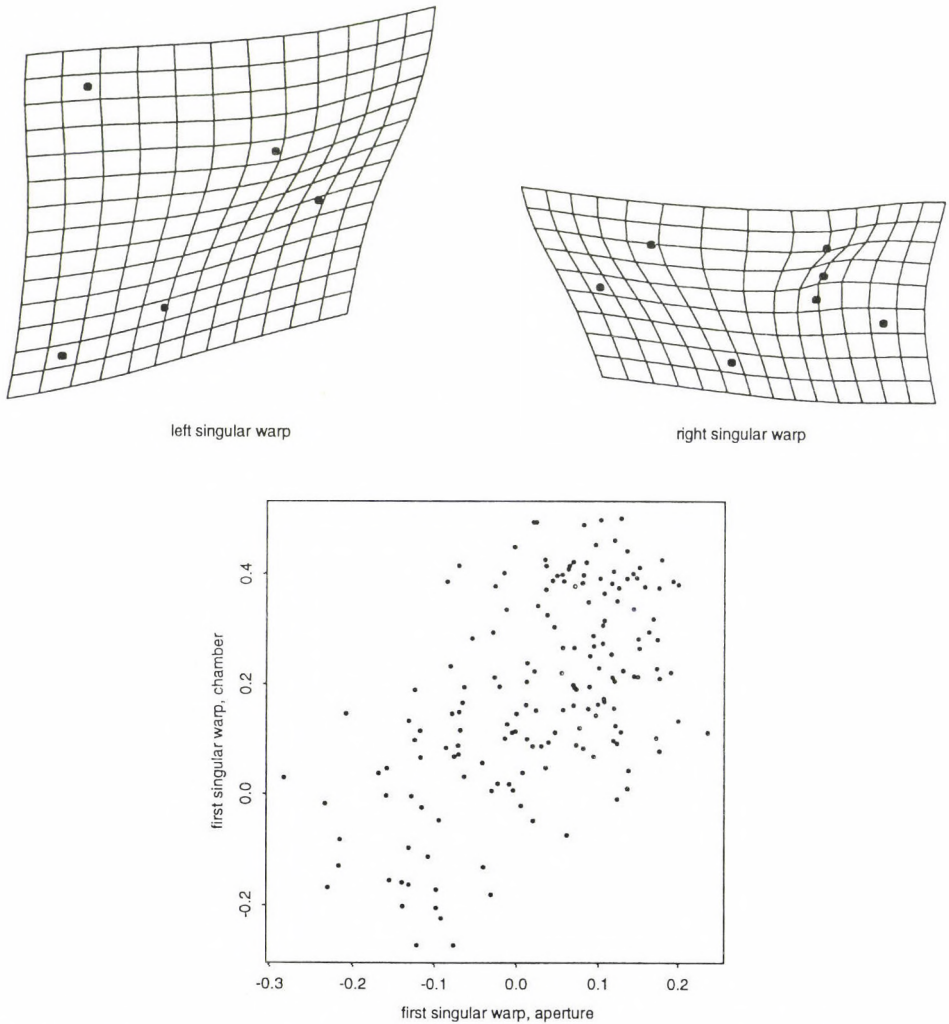 left singular warp
right singular warp
first singular warp, chamber
0.4
0.2
0.0
-0.2
-0.3
-0.2
-0.1
0.0
0.1
0.2
first singular warp, aperture